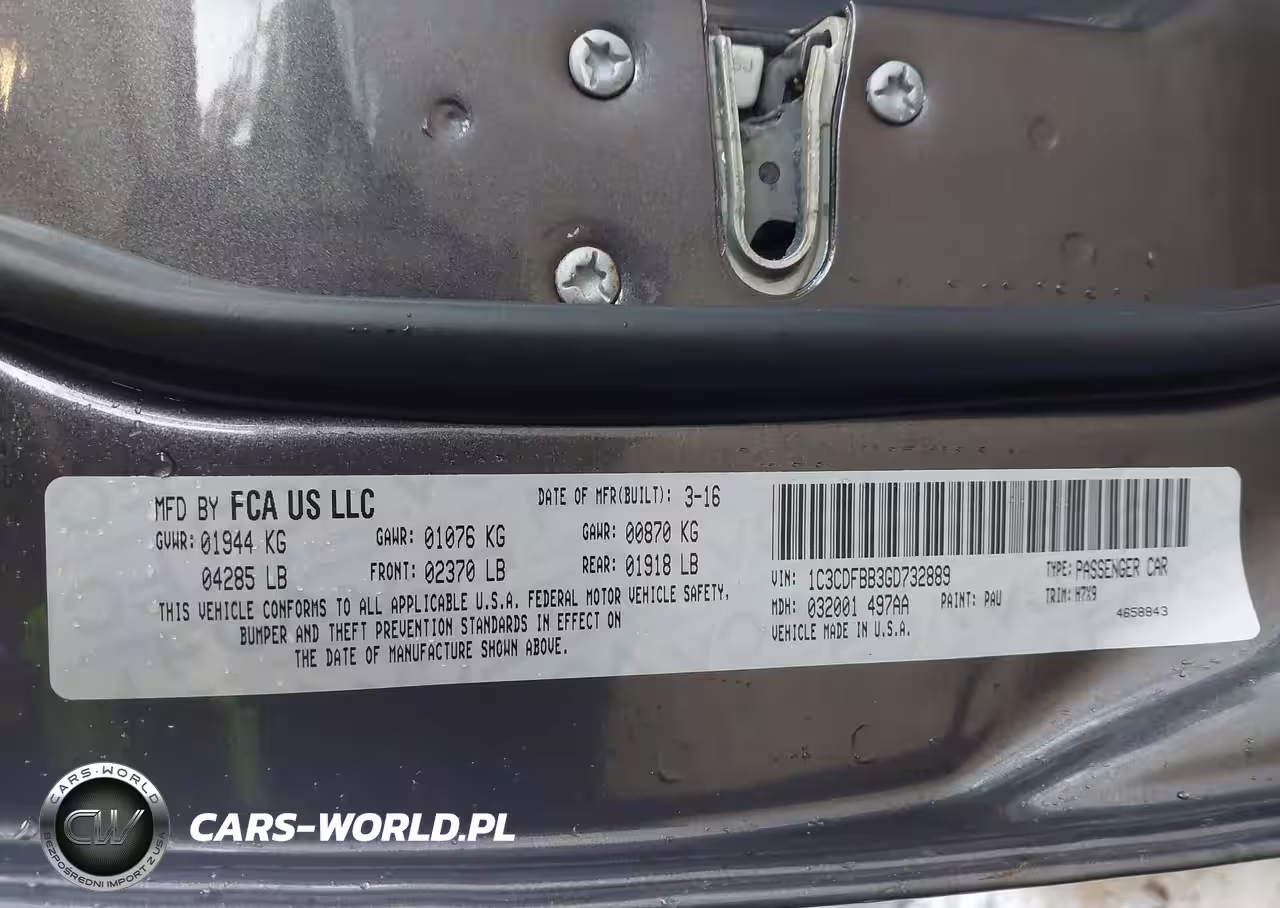 MFD BY FCA US LLC
DATE OF MFR(BUILT): 3-16
GVWR: 01944 KG GAWR: 01076 KG GAWR: 00870 KG
04285 LB FRONT: 02370 LB REAR: 01918 LB
THIS VEHICLE CONFORMS TO ALL APPLICABLE U.S.A. FEDERAL MOTOR VEHICLE SAFETY,
BUMPER AND THEFT PREVENTION STANDARDS IN EFFECT ON
THE DATE OF MANUFACTURE SHOWN ABOVE.
VIN: 1C3CDFBB3GD732889 TYPE: PASSENGER CAR
MDH: 032001 497AA PAINT: PAU TRIM: H7X9
VEHICLE MADE IN U.S.A. 4658843
CARS-WORLD
CW
BEZPOŚREDNI IMPORT Z USA
CARS-WORLD.PL